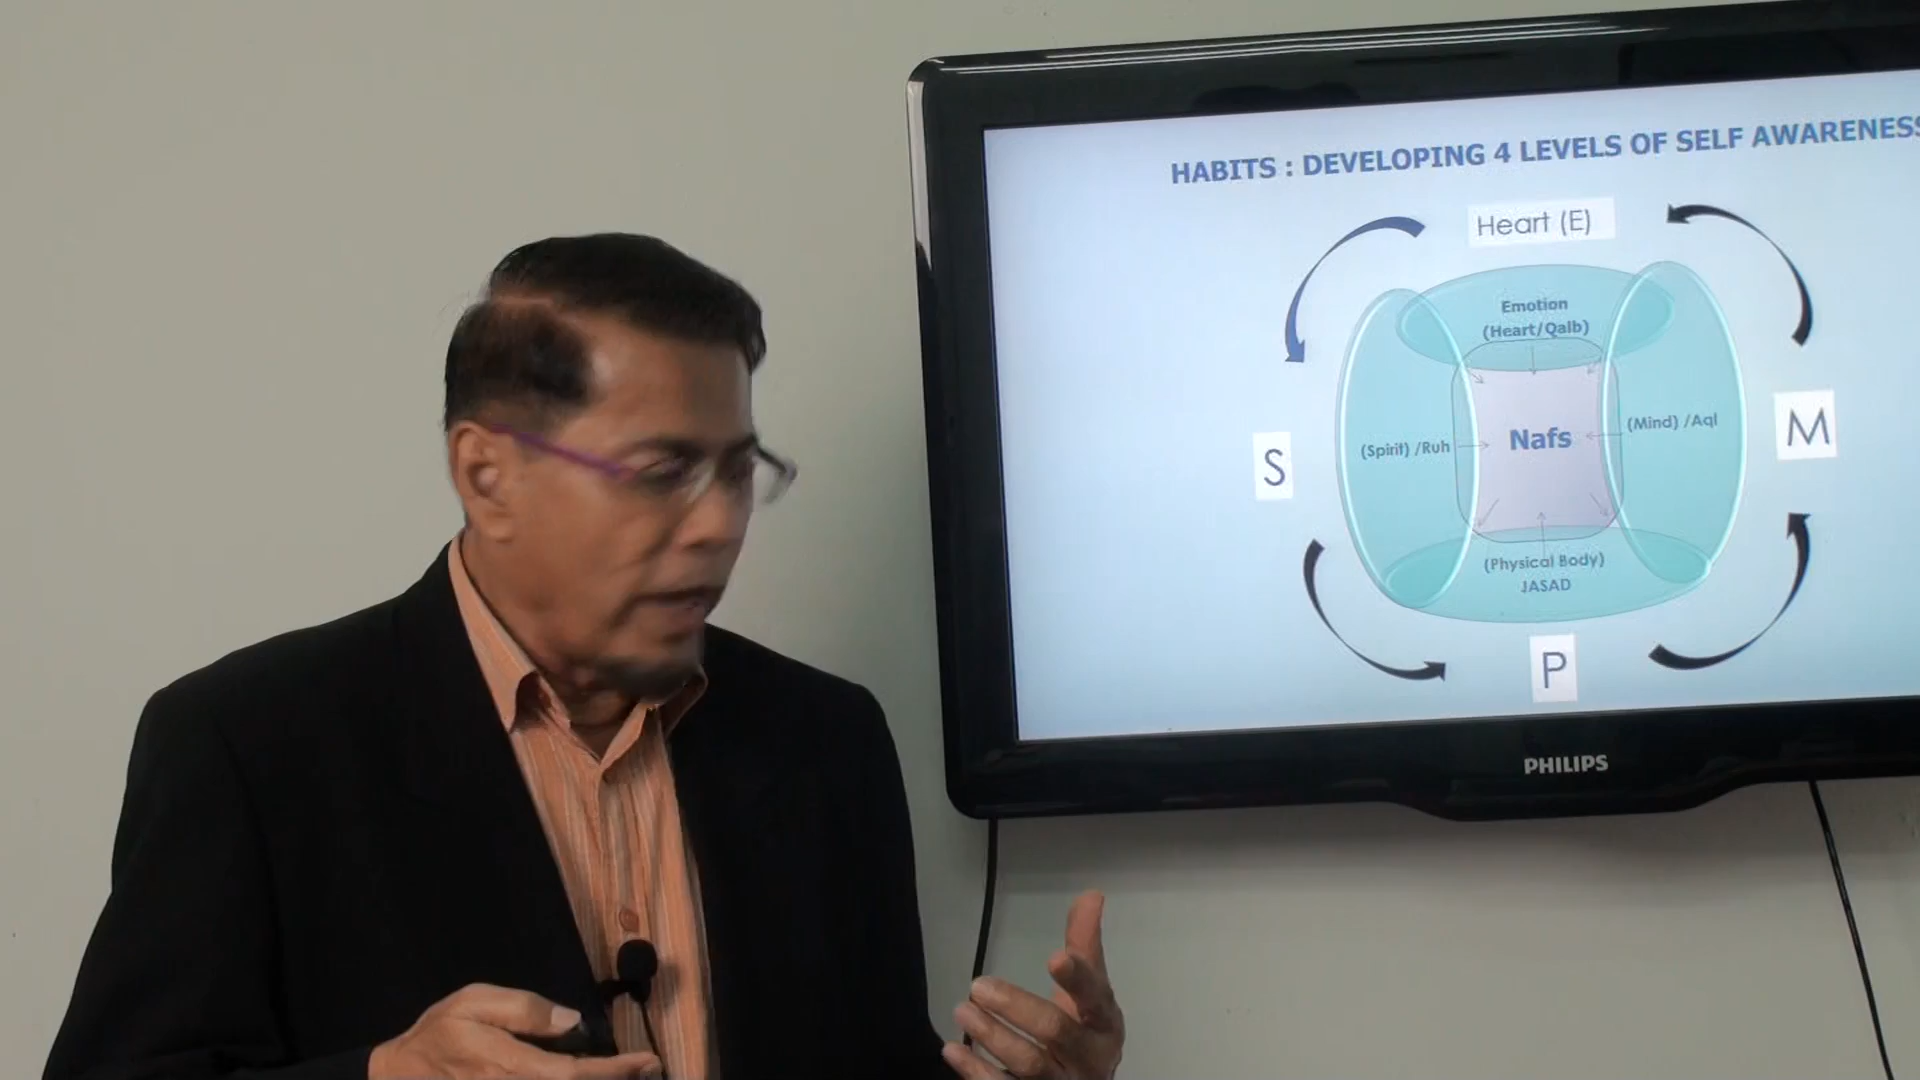 HABITS : DEVELOPING 4 LEVELS OF SELF AWARENESS
Heart (E)
Emotion
(Heart/Qalb)
S
(Spirit) /Ruh
Nafs
(Mind) /Aql
M
(Physical Body)
JASAD
P
PHILIPS